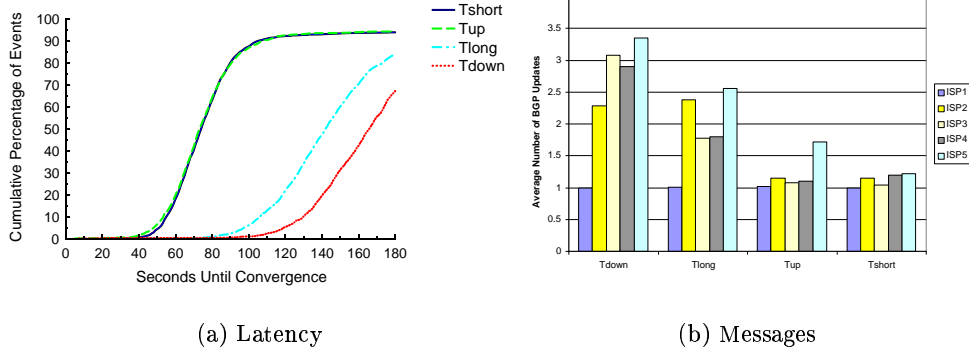 100
90
80
70
60
50
40
30
20
10
0
Cumulative Percentage of Events
0 20 40 60 80 100 120 140 160 180
Seconds Until Convergence
Tshort
Tup
Tlong
Tdown
(a) Latency
3.5
3
2.5
2
1.5
1
0.5
0
Average Number of BGP Updates
Tdown Tlong Tup Tshort
ISP1
ISP2
ISP3
ISP4
ISP5
(b) Messages